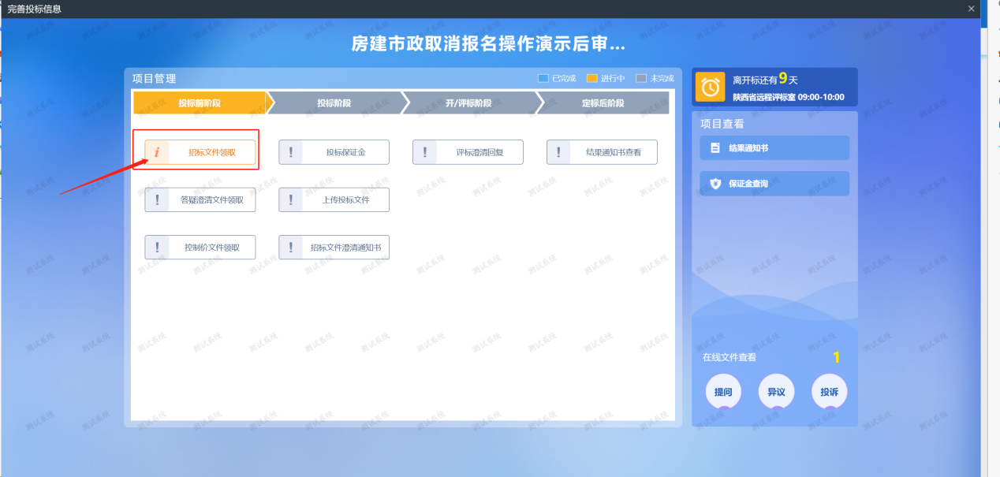 完善投标信息
房建市政取消报名操作演示后审...
项目管理
已完成 进行中 未完成
投标前阶段 投标阶段 开/评标阶段 定标后阶段
招标文件领取 投标保证金 评标澄清回复 结果通知书查看
答疑澄清文件领取 上传投标文件
控制价文件领取 招标文件澄清通知书
离开标还有9天
陕西省远程评标室 09:00-10:00
项目查看
结果通知书
保证金查询
在线文件查看 1
提问 异议 投诉
测试系统